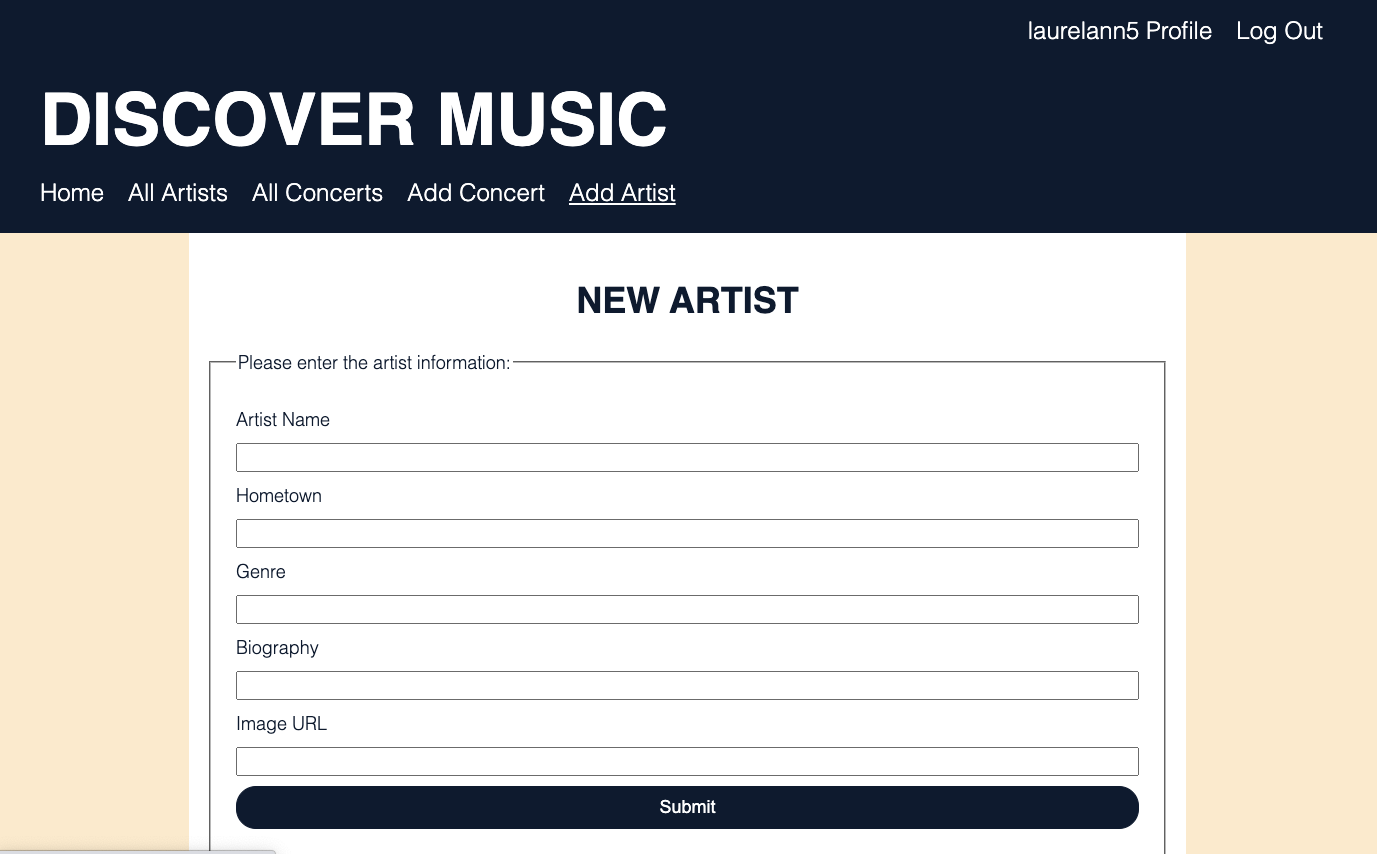 laurelann5 Profile Log Out
DISCOVER MUSIC
Home All Artists All Concerts Add Concert Add Artist
NEW ARTIST
Please enter the artist information:
Artist Name
Hometown
Genre
Biography
Image URL
Submit